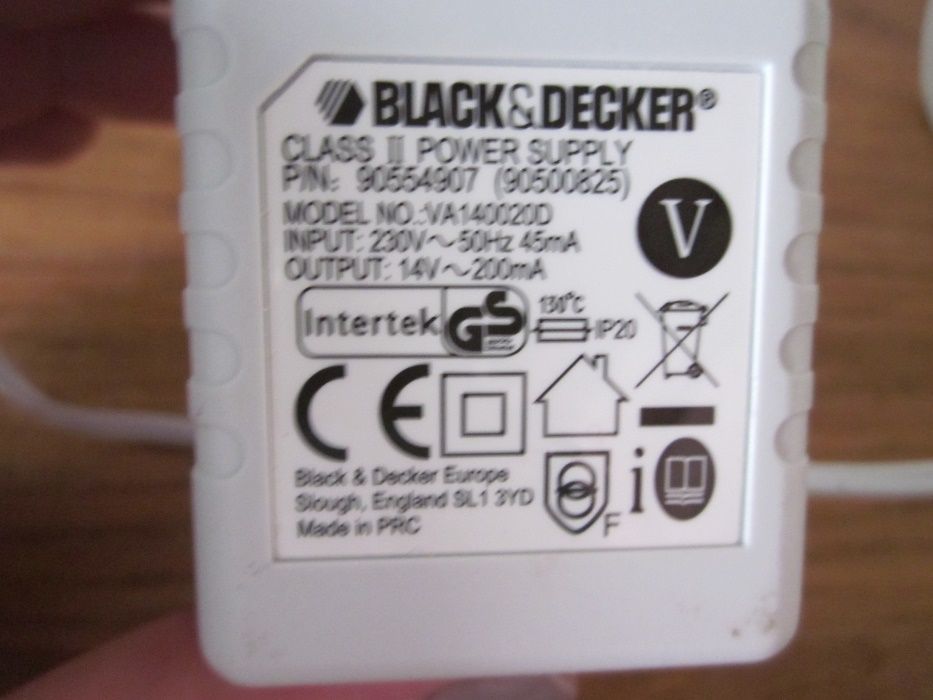 BLACK&DECKER®
CLASS II POWER SUPPLY
P/N: 90554907 (90500825)
MODEL NO.:VA140020D
INPUT: 230V~50Hz 45mA
OUTPUT: 14V~200mA
V
Intertek GS
130°C
IP20
CE
Black & Decker Europe
Slough, England SL1 3YD
Made in PRC
F
i